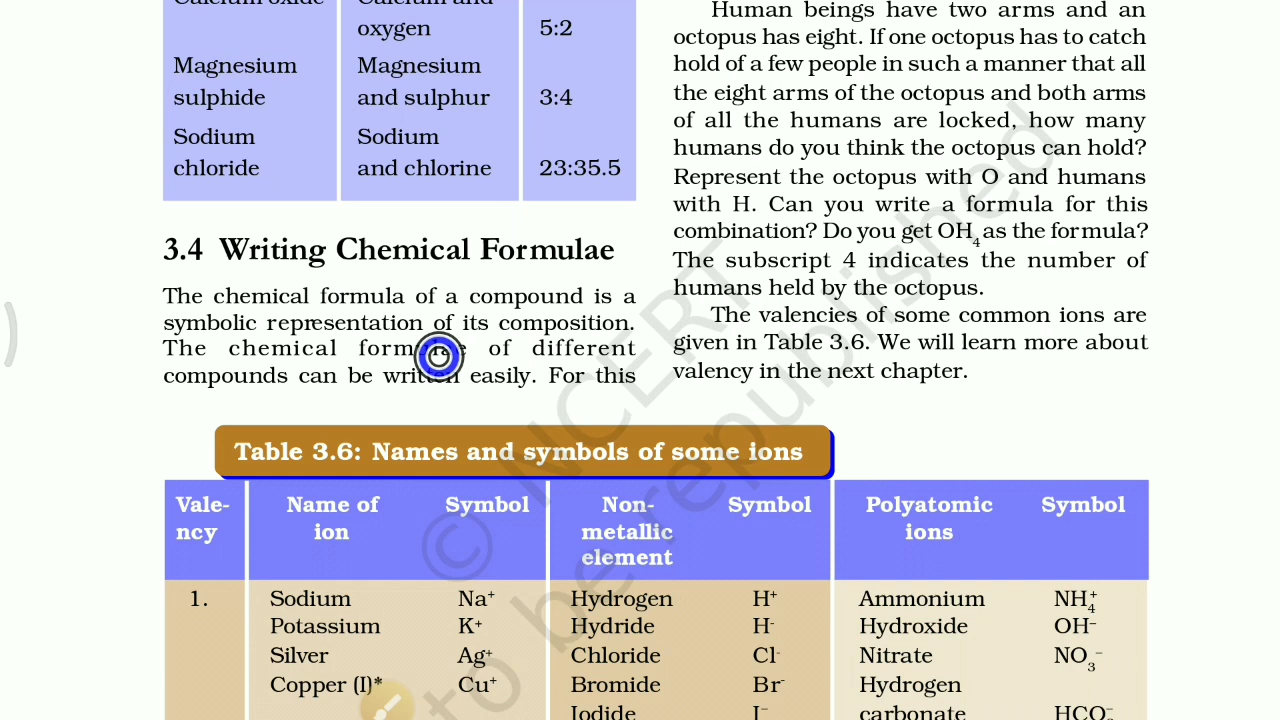 Calcium oxide Calcium and
oxygen 5:2
Magnesium Magnesium
sulphide and sulphur 3:4
Sodium Sodium
chloride and chlorine 23:35.5
3.4 Writing Chemical Formulae
The chemical formula of a compound is a
symbolic representation of its composition.
The chemical formulae of different
compounds can be written easily. For this
Human beings have two arms and an
octopus has eight. If one octopus has to catch
hold of a few people in such a manner that all
the eight arms of the octopus and both arms
of all the humans are locked, how many
humans do you think the octopus can hold?
Represent the octopus with O and humans
with H. Can you write a formula for this
combination? Do you get OH₄ as the formula?
The subscript 4 indicates the number of
humans held by the octopus.
The valencies of some common ions are
given in Table 3.6. We will learn more about
valency in the next chapter.
Table 3.6: Names and symbols of some ions
Vale- Name of Symbol Non- Symbol Polyatomic Symbol
ncy ion metallic ions
element
1. Sodium Na⁺ Hydrogen H⁺ Ammonium NH₄⁺
Potassium K⁺ Hydride H⁻ Hydroxide OH⁻
Silver Ag⁺ Chloride Cl⁻ Nitrate NO₃⁻
Copper (I)* Cu⁺ Bromide Br⁻ Hydrogen
Iodide I⁻ carbonate HCO₃⁻
© NCERT
to be republished